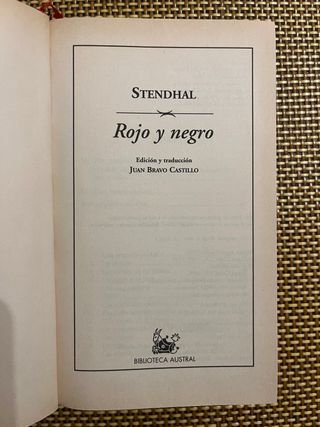 STENDHAL
Rojo y negro
Edición y traducción
JUAN BRAVO CASTILLO
BIBLIOTECA AUSTRAL